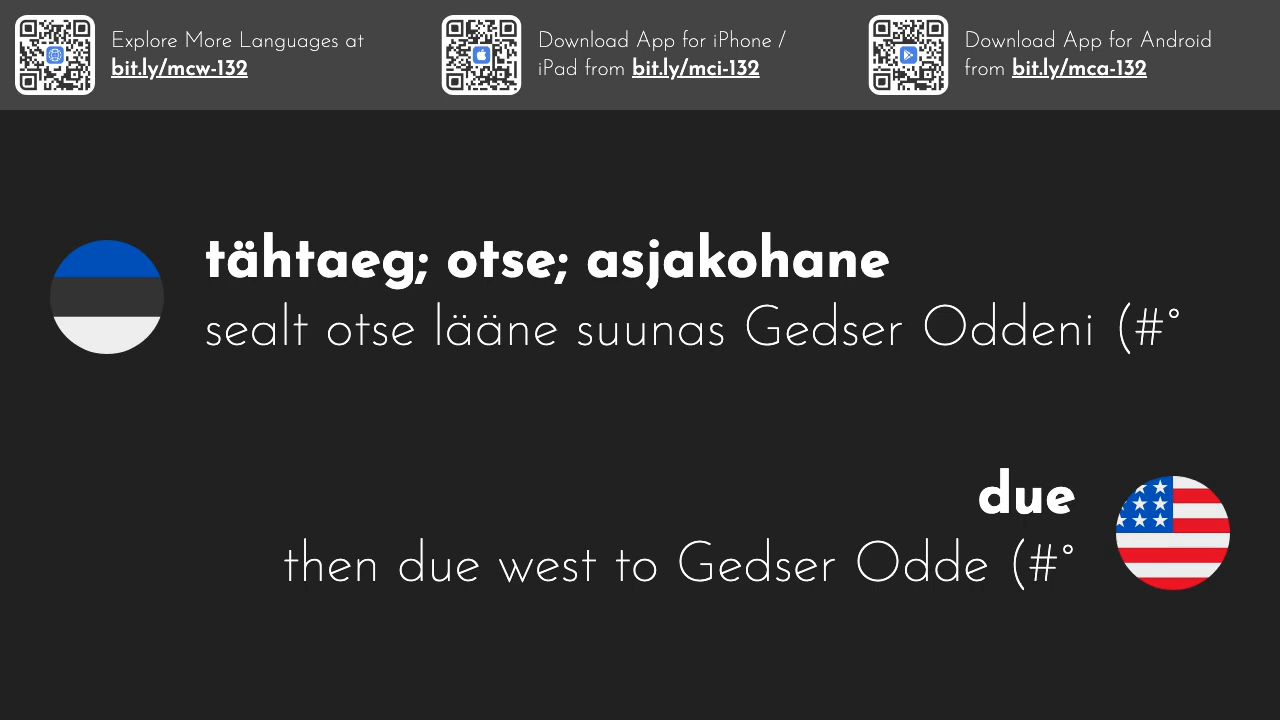 Explore More Languages at
bit.ly/mcw-132
Download App for iPhone /
iPad from bit.ly/mci-132
Download App for Android
from bit.ly/mca-132
tähtaeg; otse; asjakohane
sealt otse lääne suunas Gedser Oddeni (#°
due
then due west to Gedser Odde (#°